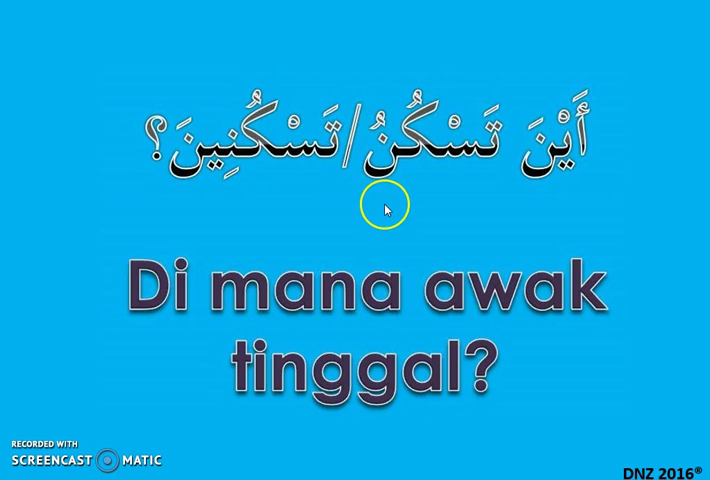 أَيْنَ تَسْكُنُ/تَسْكُنِينَ؟
Di mana awak
tinggal?
RECORDED WITH
SCREENCAST MATIC
DNZ 2016®